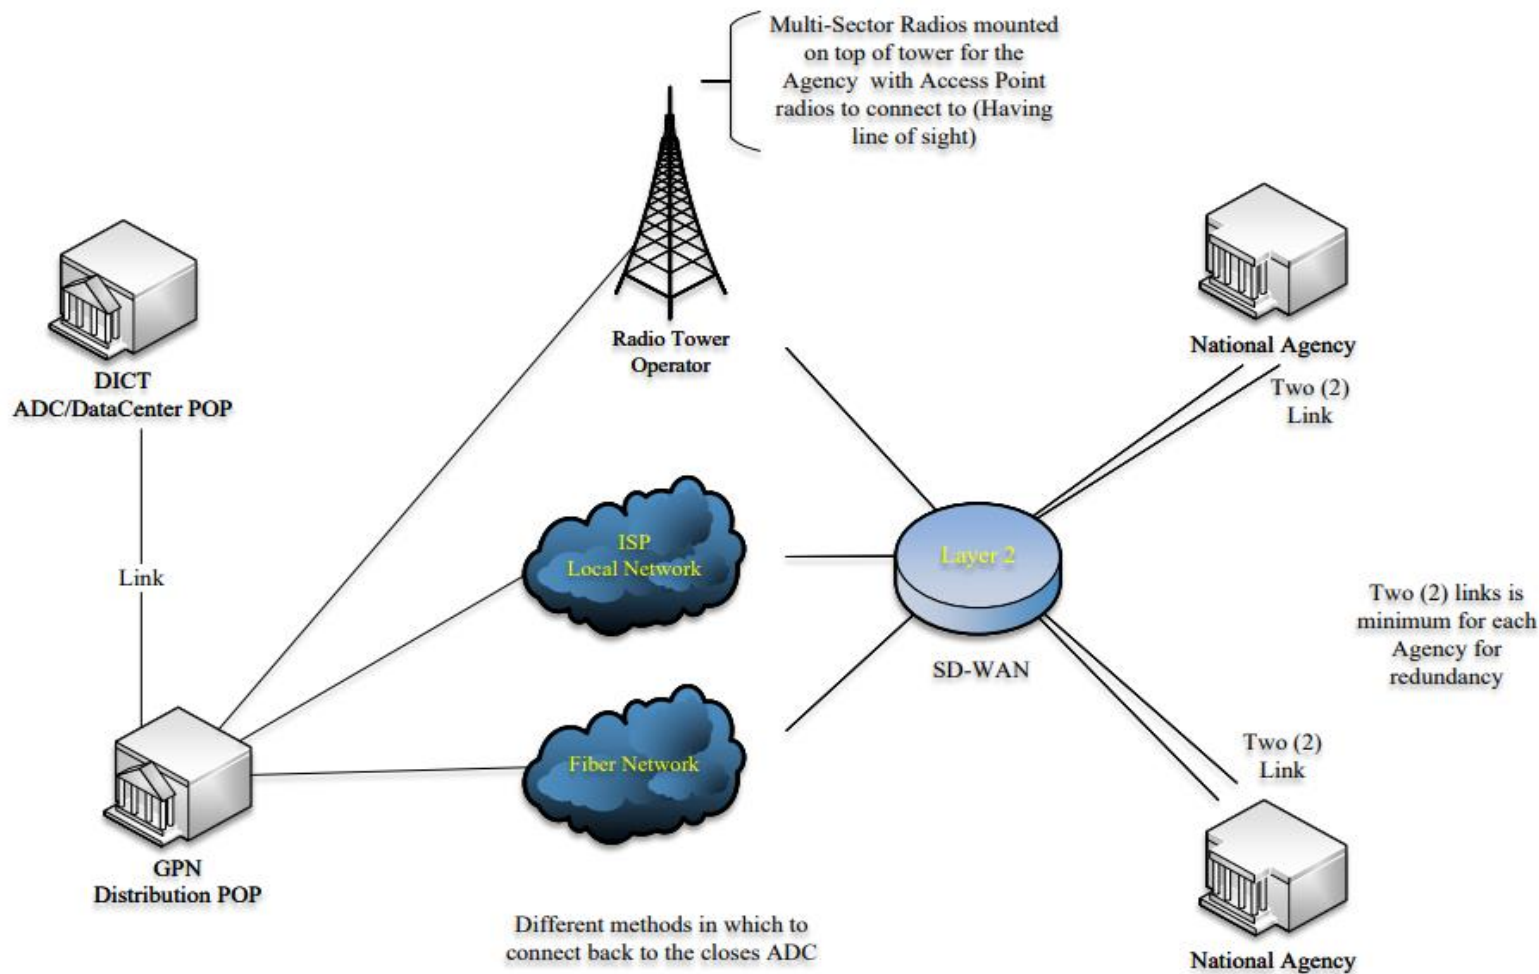 Multi-Sector Radios mounted
on top of tower for the
Agency with Access Point
radios to connect to (Having
line of sight)
Radio Tower
Operator
National Agency
Two (2)
Link
DICT
ADC/DataCenter POP
Link
ISP
Local Network
Layer 2
SD-WAN
Two (2) links is
minimum for each
Agency for
redundancy
Fiber Network
Two (2)
Link
GPN
Distribution POP
Different methods in which to
connect back to the closes ADC
National Agency